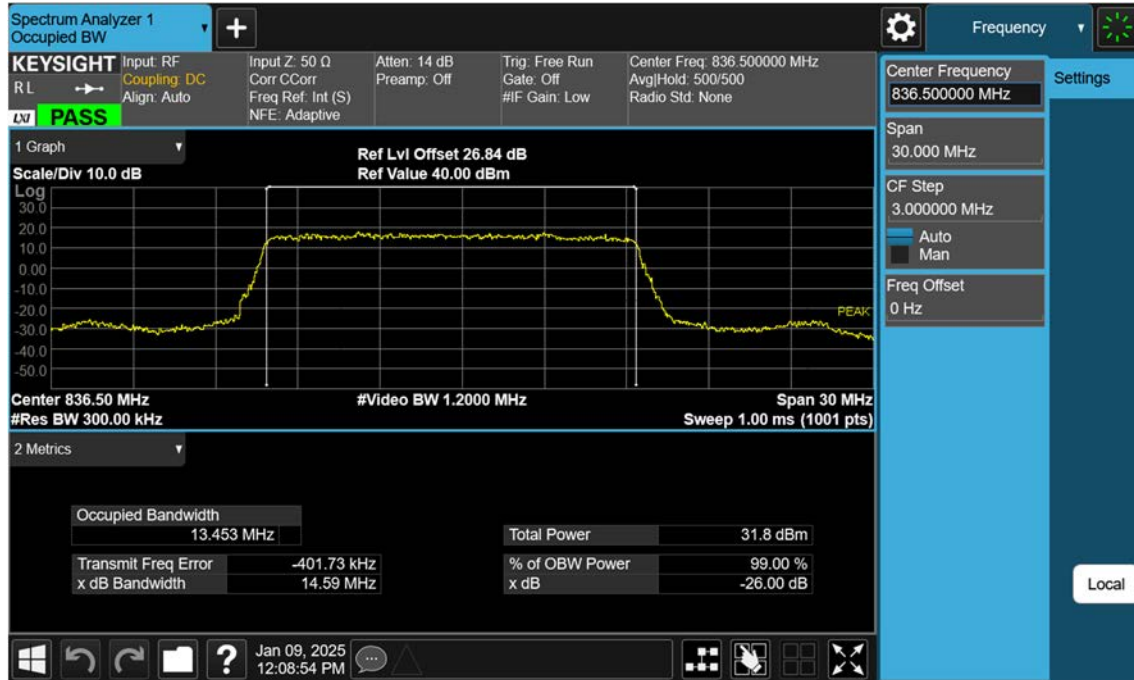 Spectrum Analyzer 1
Occupied BW
Frequency
KEYSIGHT
RL
LXI PASS
Input: RF
Coupling: DC
Align: Auto
Input Z: 50 Ω
Corr CCorr
Freq Ref: Int (S)
NFE: Adaptive
Atten: 14 dB
Preamp: Off
Trig: Free Run
Gate: Off
#IF Gain: Low
Center Freq: 836.500000 MHz
Avg|Hold: 500/500
Radio Std: None
1 Graph
Scale/Div 10.0 dB
Ref Lvl Offset 26.84 dB
Ref Value 40.00 dBm
Log
30.0
20.0
10.0
0.00
-10.0
-20.0
-30.0
-40.0
-50.0
PEAK
Center 836.50 MHz
#Res BW 300.00 kHz
#Video BW 1.2000 MHz
Span 30 MHz
Sweep 1.00 ms (1001 pts)
2 Metrics
Occupied Bandwidth
13.453 MHz
Total Power 31.8 dBm
Transmit Freq Error -401.73 kHz
% of OBW Power 99.00 %
x dB Bandwidth 14.59 MHz
x dB -26.00 dB
Center Frequency
836.500000 MHz
Span
30.000 MHz
CF Step
3.000000 MHz
Auto
Man
Freq Offset
0 Hz
Settings
Local
?
Jan 09, 2025
12:08:54 PM